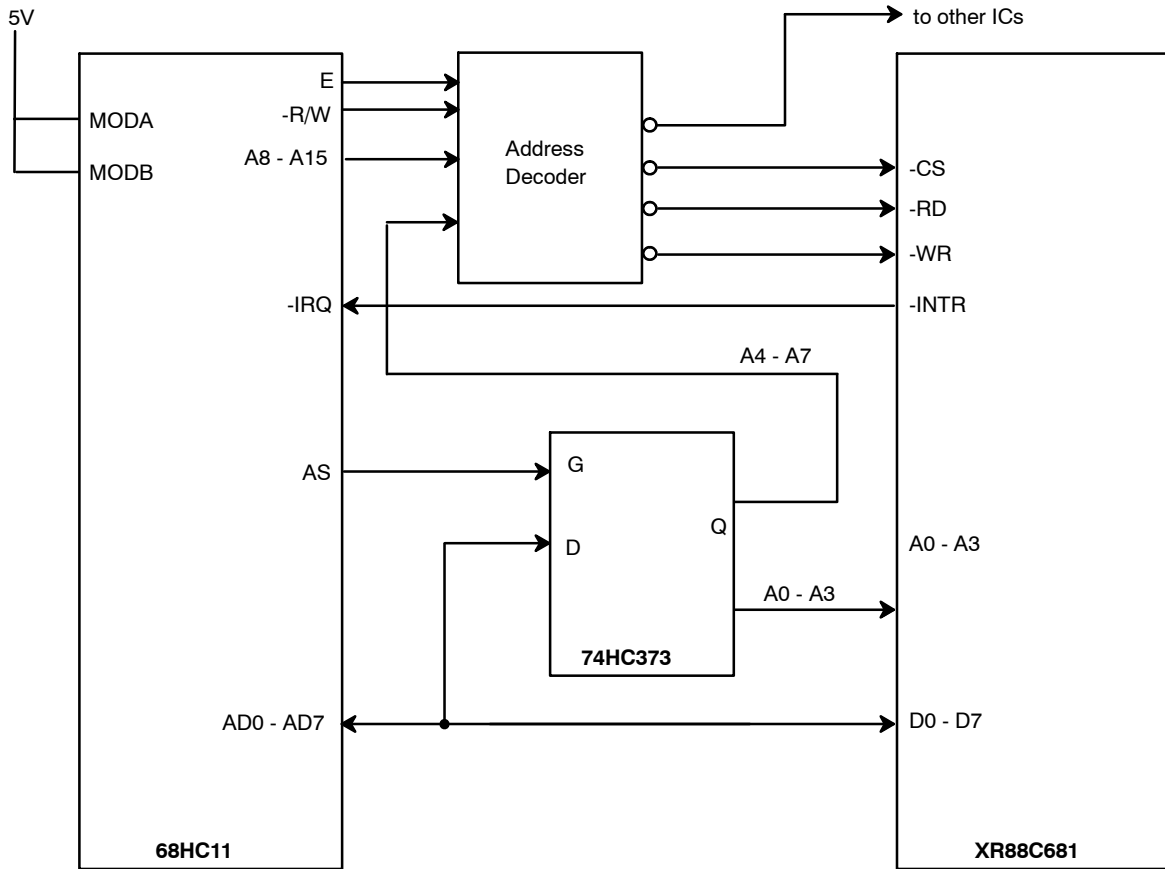 5V
to other ICs
E
-R/W
A8 - A15
MODA
MODB
Address
Decoder
-CS
-RD
-WR
-IRQ
-INTR
A4 - A7
AS
G
D
Q
A0 - A3
A0 - A3
74HC373
AD0 - AD7
D0 - D7
68HC11
XR88C681